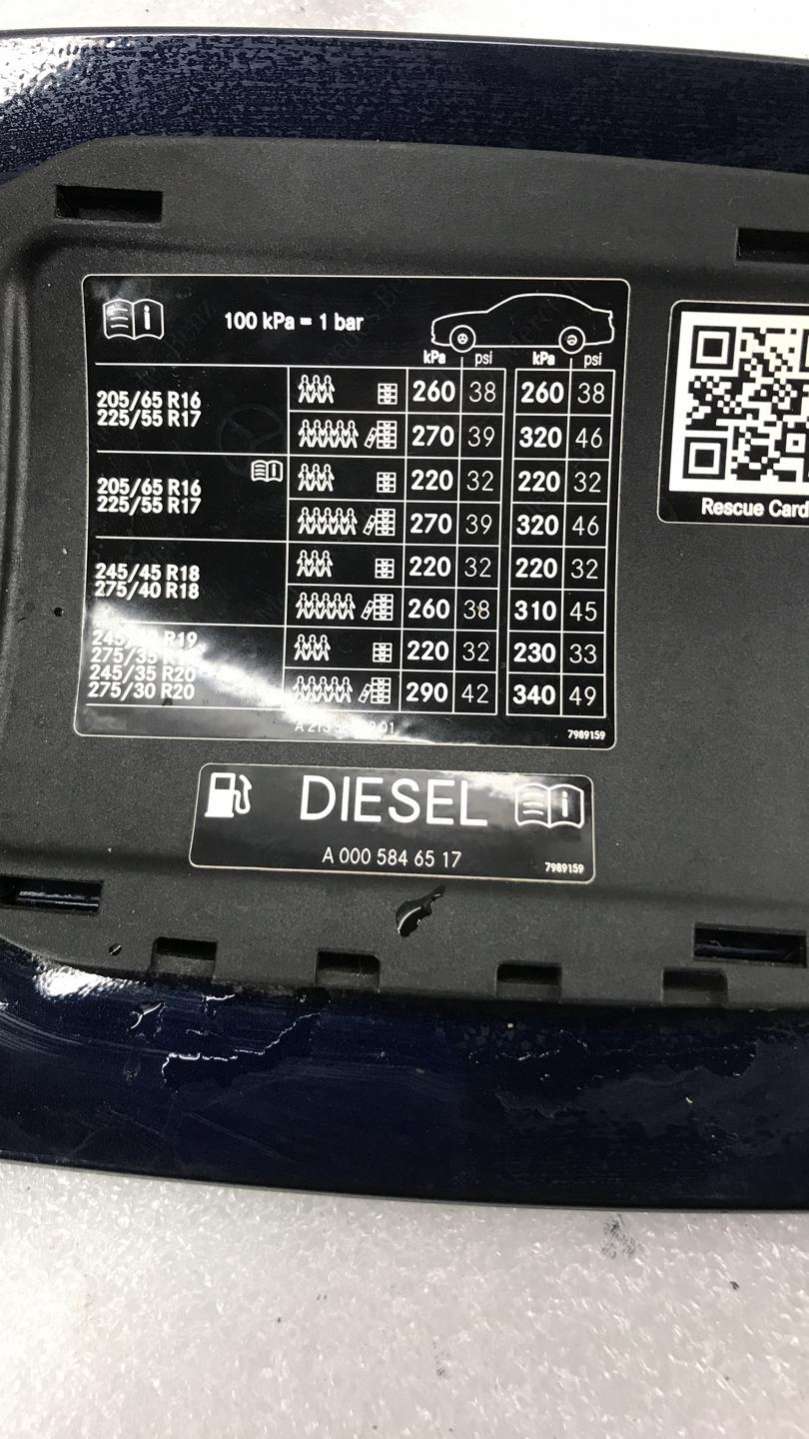 100 kPa = 1 bar
kPa psi kPa psi
205/65 R16
225/55 R17
260 38 260 38
270 39 320 46
205/65 R16
225/55 R17
220 32 220 32
270 39 320 46
245/45 R18
275/40 R18
220 32 220 32
260 38 310 45
R19
275/35
245/35 R20
275/30 R20
220 32 230 33
290 42 340 49
7989159
Rescue Card
DIESEL
A 000 584 65 17
7989159